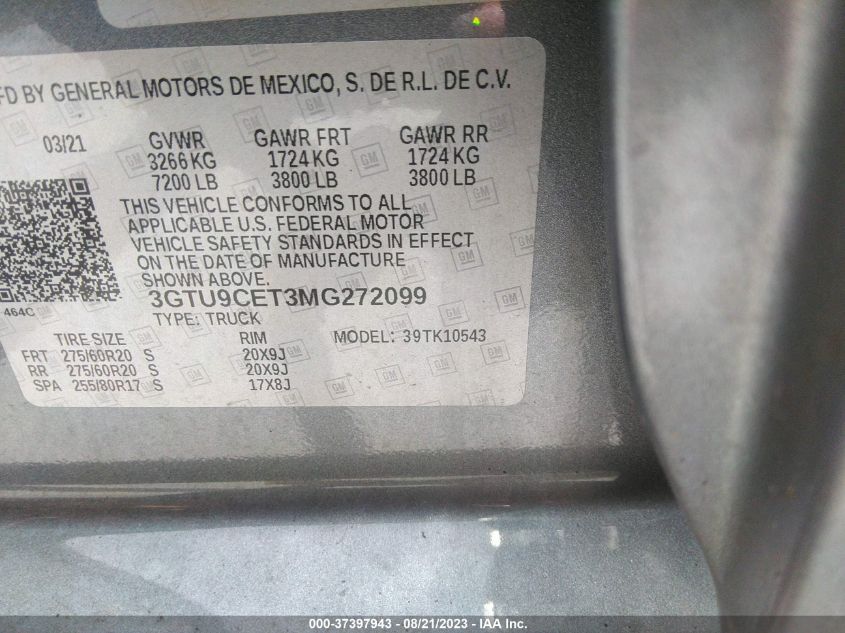 FD BY GENERAL MOTORS DE MEXICO, S. DE R.L. DE C.V.
03/21 GVWR GAWR FRT GAWR RR
3266 KG 1724 KG 1724 KG
7200 LB 3800 LB 3800 LB
THIS VEHICLE CONFORMS TO ALL
APPLICABLE U.S. FEDERAL MOTOR
VEHICLE SAFETY STANDARDS IN EFFECT
ON THE DATE OF MANUFACTURE
SHOWN ABOVE.
464C 3GTU9CET3MG272099
TYPE: TRUCK
TIRE SIZE RIM MODEL: 39TK10543
FRT 275/60R20 S 20X9J
RR 275/60R20 S 20X9J
SPA 255/80R17 S 17X8J
000-37397943 - 08/21/2023 - IAA Inc.